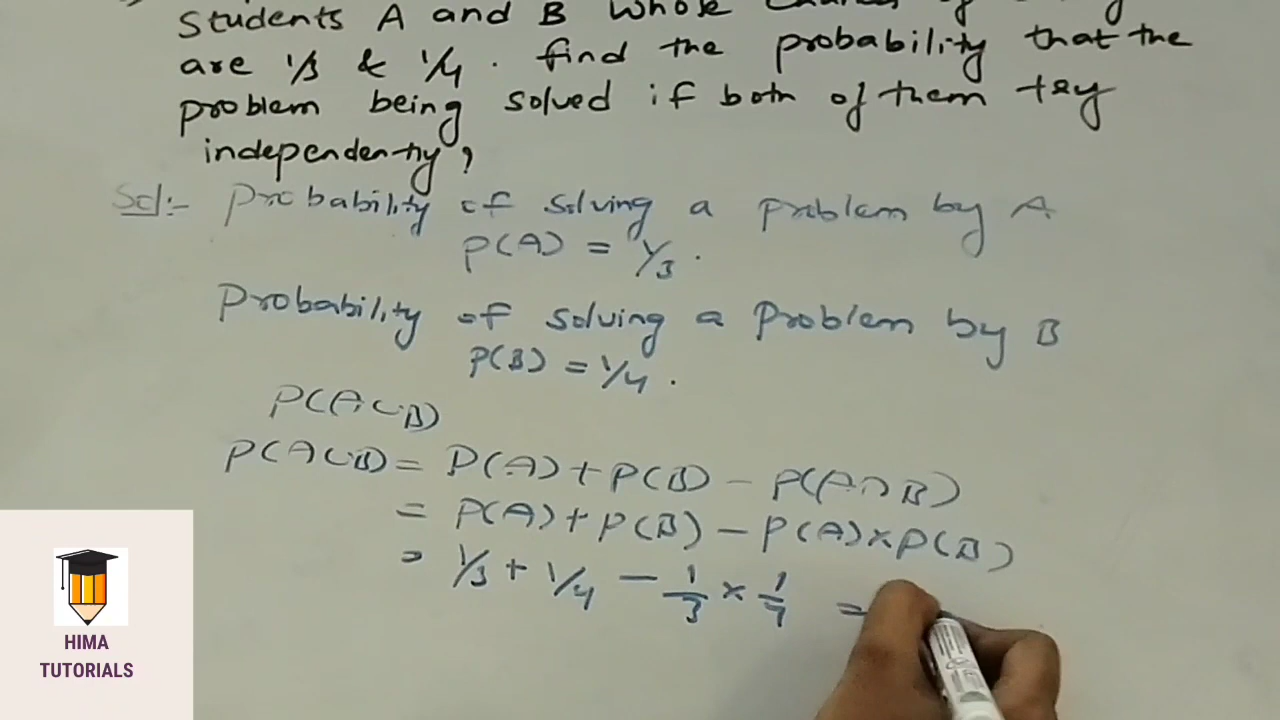 Students A and B whose
are 1/3 & 1/4. find the probability that the
problem being solved if both of them try
independently?
Sol:- Probability of solving a problem by A
P(A) = 1/3.
Probability of solving a problem by B
P(B) = 1/4.
P(A∪B)
P(A∪B) = P(A) + P(B) - P(A∩B)
= P(A) + P(B) - P(A)×P(B)
= 1/3 + 1/4 - 1/3 × 1/4 =
HIMA
TUTORIALS